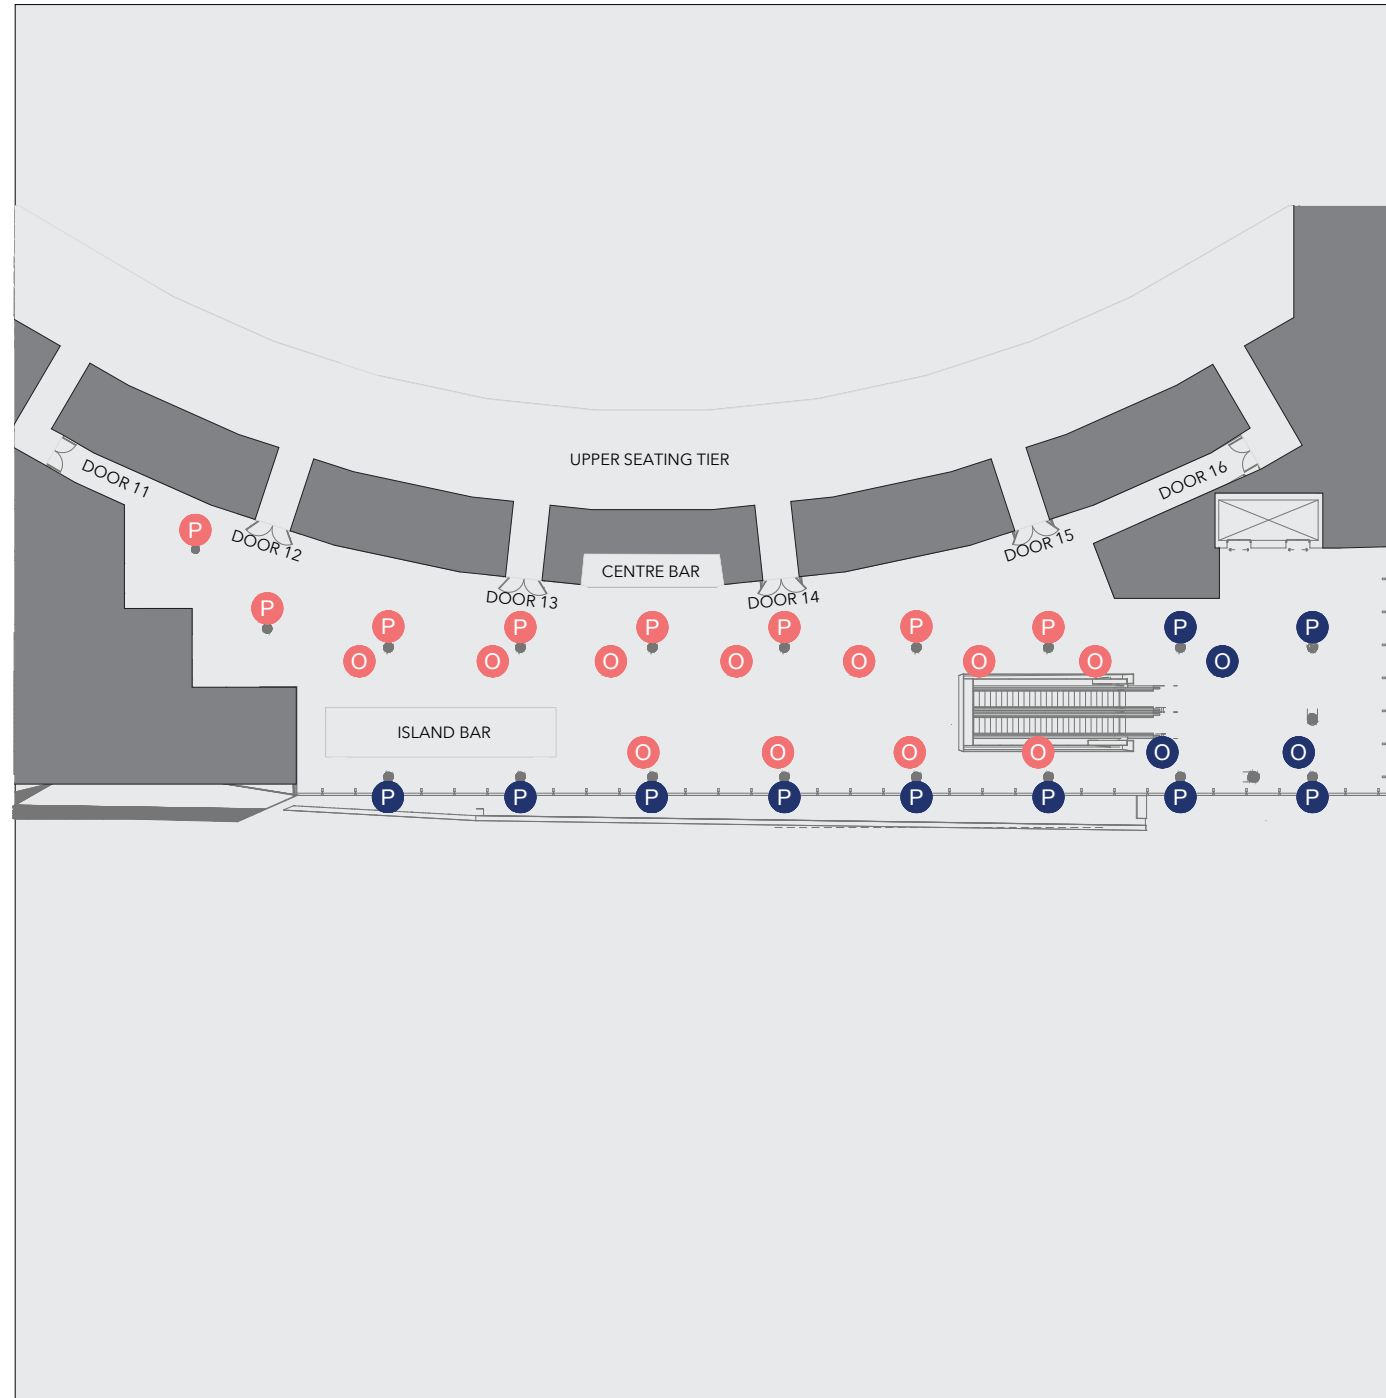 UPPER SEATING TIER
DOOR 11
DOOR 16
P
DOOR 12
DOOR 15
CENTRE BAR
DOOR 13
DOOR 14
P
P P P P P P P P
O O O O O O O O
ISLAND BAR
O O O O O O
P P P P P P P P